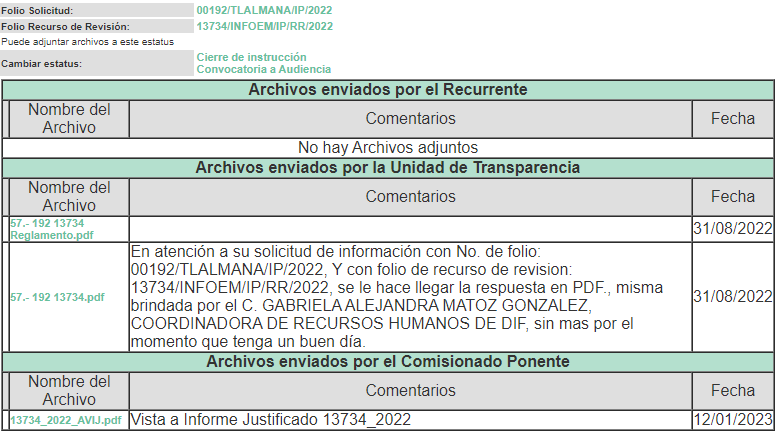 Folio Solicitud: 00192/TLALMANA/IP/2022
Folio Recurso de Revisión: 13734/INFOEM/IP/RR/2022
Puede adjuntar archivos a este estatus
Cambiar estatus: Cierre de instrucción
Convocatoria a Audiencia
Archivos enviados por el Recurrente
Nombre del Archivo Comentarios Fecha
No hay Archivos adjuntos
Archivos enviados por la Unidad de Transparencia
Nombre del Archivo Comentarios Fecha
57.- 192 13734 Reglamento.pdf 31/08/2022
57.- 192 13734.pdf
En atención a su solicitud de información con No. de folio:
00192/TLALMANA/IP/2022, Y con folio de recurso de revision:
13734/INFOEM/IP/RR/2022, se le hace llegar la respuesta en PDF., misma
brindada por el C. GABRIELA ALEJANDRA MATOZ GONZALEZ,
COORDINADORA DE RECURSOS HUMANOS DE DIF, sin mas por el
momento que tenga un buen día.
31/08/2022
Archivos enviados por el Comisionado Ponente
Nombre del Archivo Comentarios Fecha
13734_2022_AVIJ.pdf Vista a Informe Justificado 13734_2022 12/01/2023